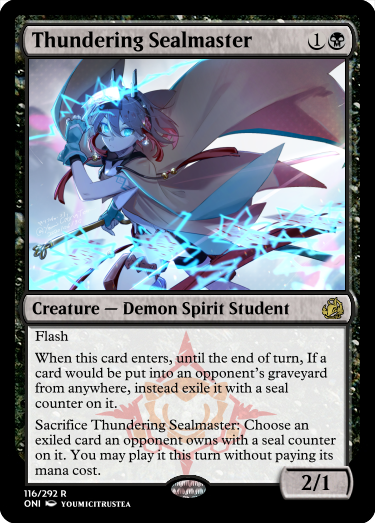 Thundering Sealmaster
1
Creature — Demon Spirit Student
Flash
When this card enters, until the end of turn, If a
card would be put into an opponent's graveyard
from anywhere, instead exile it with a seal
counter on it.
Sacrifice Thundering Sealmaster: Choose an
exiled card an opponent owns with a seal counter
on it. You may play it this turn without paying its
mana cost.
2/1
116/292 R
ONI YOUMICITRUSTEA